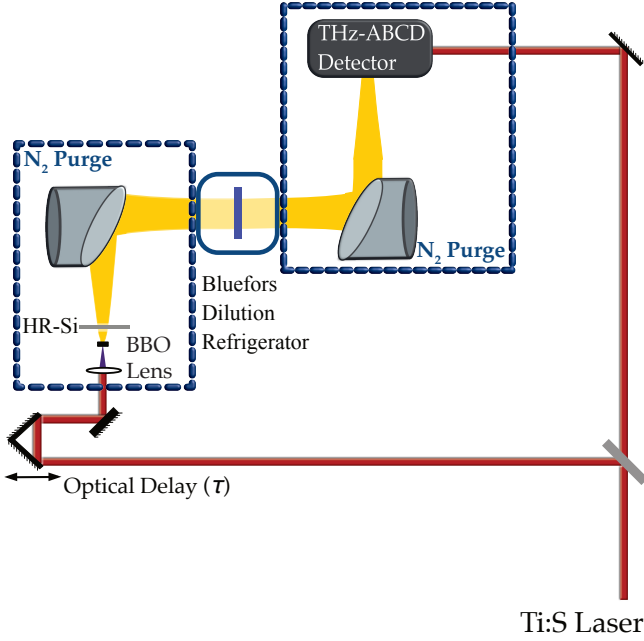 THz-ABCD
Detector
N₂ Purge
N₂ Purge
Bluefors
Dilution
Refrigerator
HR-Si
BBO
Lens
Optical Delay (τ)
Ti:S Laser